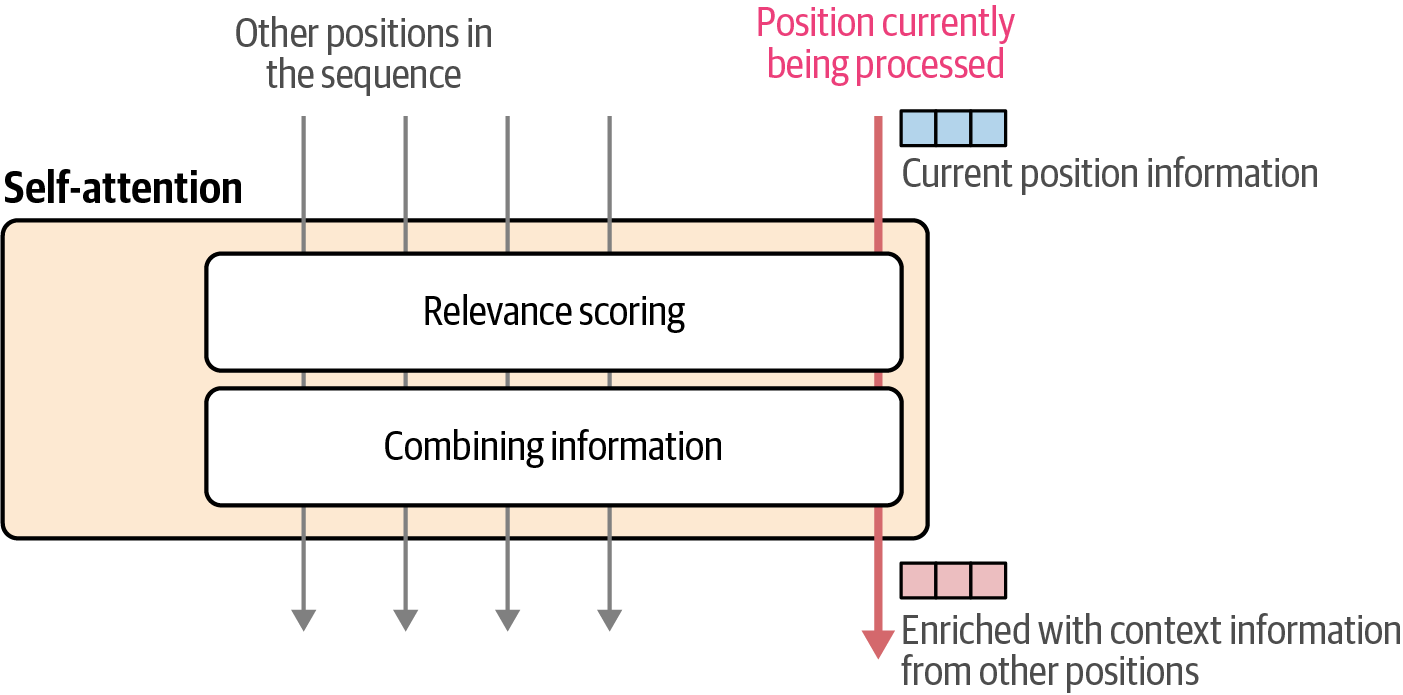 Other positions in
the sequence
Position currently
being processed
Current position information
Self-attention
Relevance scoring
Combining information
Enriched with context information
from other positions